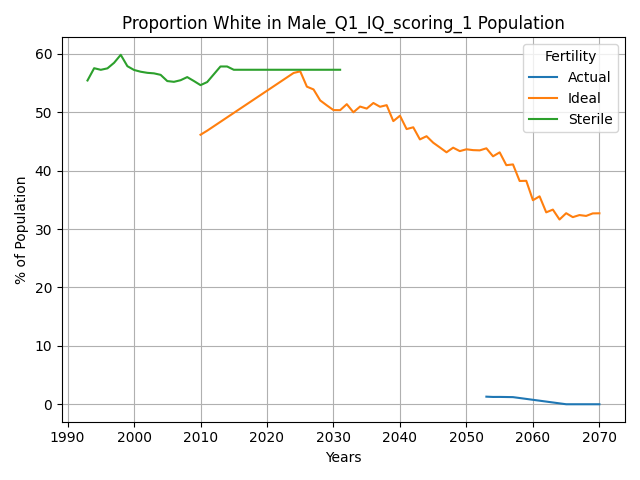 Proportion White in Male_Q1_IQ_scoring_1 Population
% of Population
60
50
40
30
20
10
0
Fertility
Actual
Ideal
Sterile
1990 2000 2010 2020 2030 2040 2050 2060 2070
Years